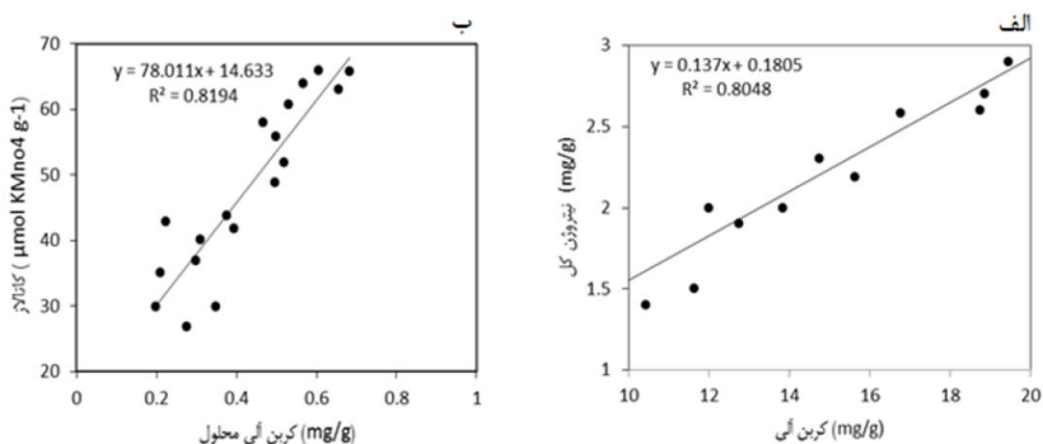 الف
y = 0.137x + 0.1805
R² = 0.8048
نیتروژن کل (mg/g)
3
2.5
2
1.5
1
10 12 14 16 18 20
کربن آلی (mg/g)
ب
y = 78.011x + 14.633
R² = 0.8194
کاتالاز ( µmol KMno4 g-1)
70
60
50
40
30
20
0 0.2 0.4 0.6 0.8 1
کربن آلی محلول (mg/g)